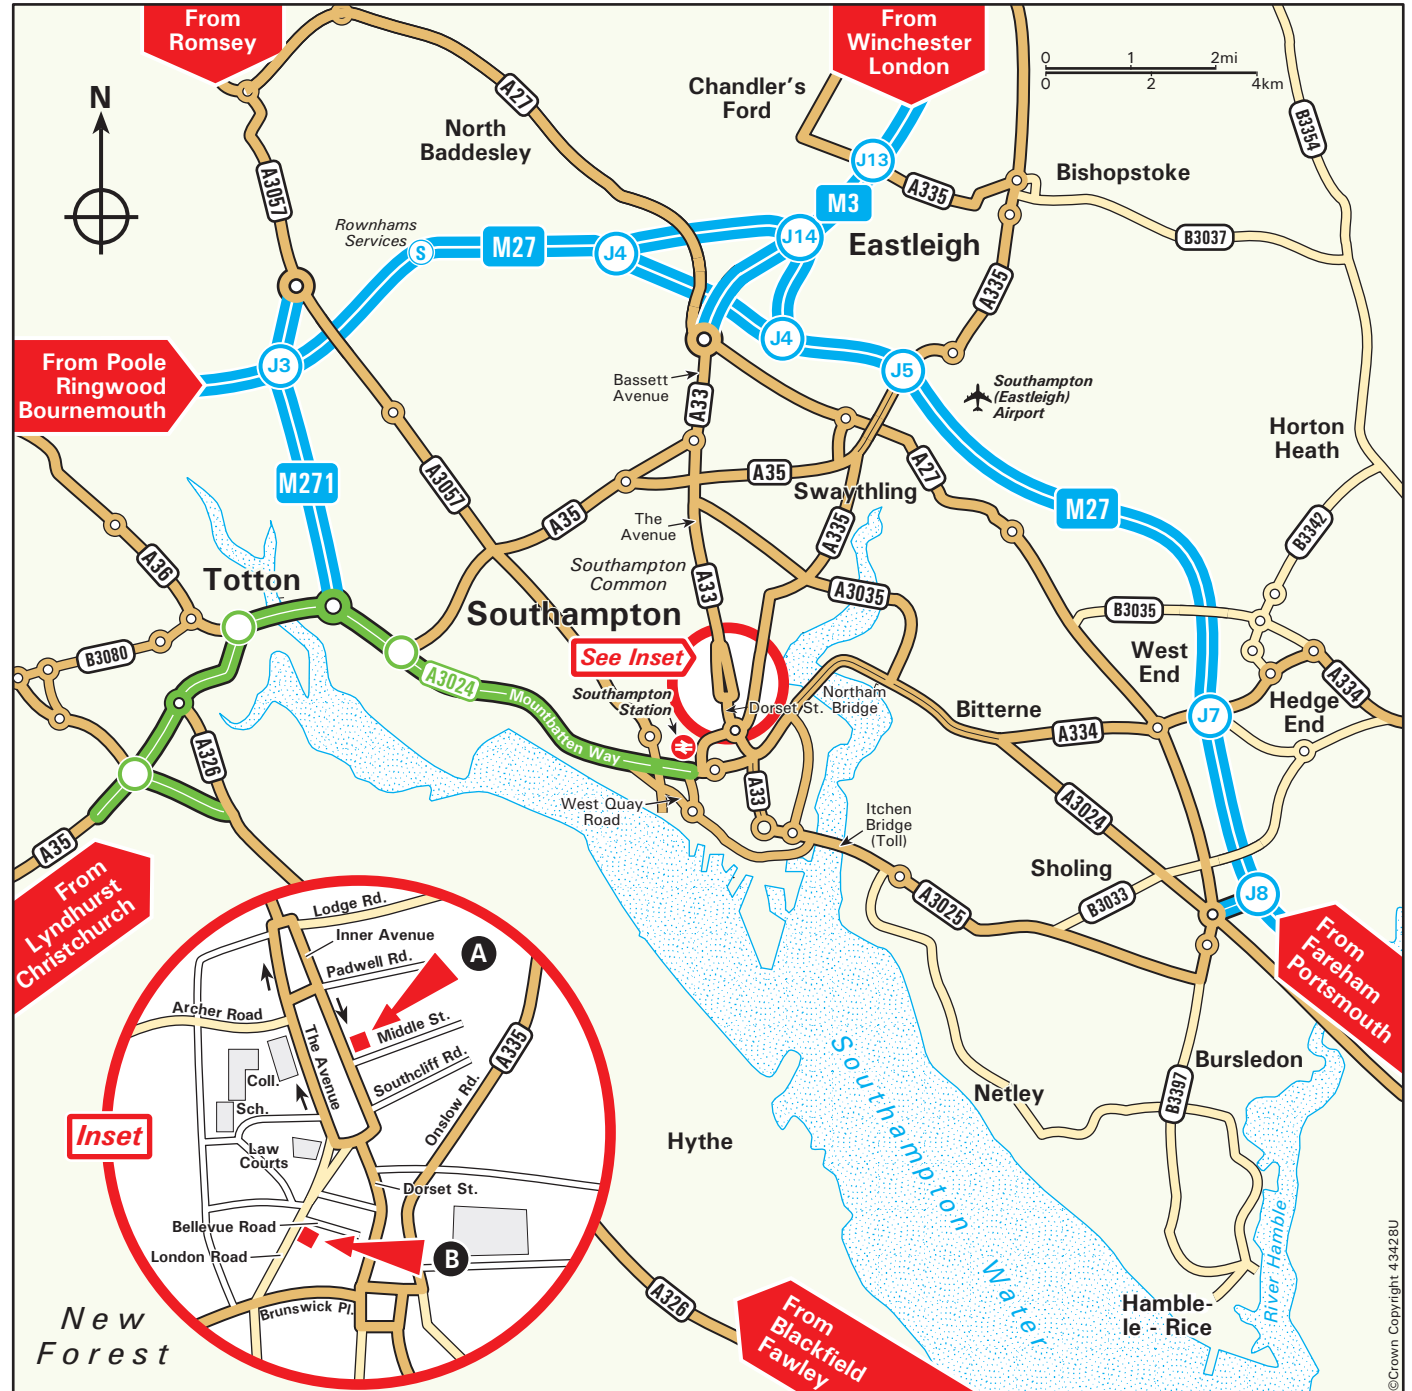 From
Romsey
From
Winchester
London
0 1 2mi
0 2 4km
Chandler's
Ford
N
A27
North
Baddesley
B3354
J13
Bishopstoke
A335
A3057
M3
Rownhams
Services
S
M27
J4
J14
Eastleigh
B3037
A335
J3
J4
J5
From Poole
Ringwood
Bournemouth
Bassett
Avenue
A33
Southampton
(Eastleigh)
Airport
Horton
Heath
M271
A3057
A35
A27
Swaythling
M27
A35
The
Avenue
A335
B3342
A36
Totton
Southampton
Common
A33
A3035
B3035
Southampton
See Inset
West
End
B3080
A3024
Mountbatten Way
Southampton
Station
Dorset St.
Northam
Bridge
Bitterne
A334
J7
Hedge
End
A334
A326
A33
West Quay
Road
Itchen
Bridge
(Toll)
A3024
A35
Sholing
From
Lyndhurst
Christchurch
A3025
B3033
J8
From
Fareham
Portsmouth
Lodge Rd.
Inner Avenue
A
Padwell Rd.
Archer Road
The Avenue
Middle St.
A335
Southcliff Rd.
Coll.
Sch.
Onslow Rd.
Inset
Law
Courts
Dorset St.
Bellevue Road
London Road
B
Brunswick Pl.
Southampton Water
Netley
Bursledon
B3397
Hythe
River Hamble
A326
New
Forest
From
Blackfield
Fawley
Hamble-
le - Rice
©Crown Copyright 43428U